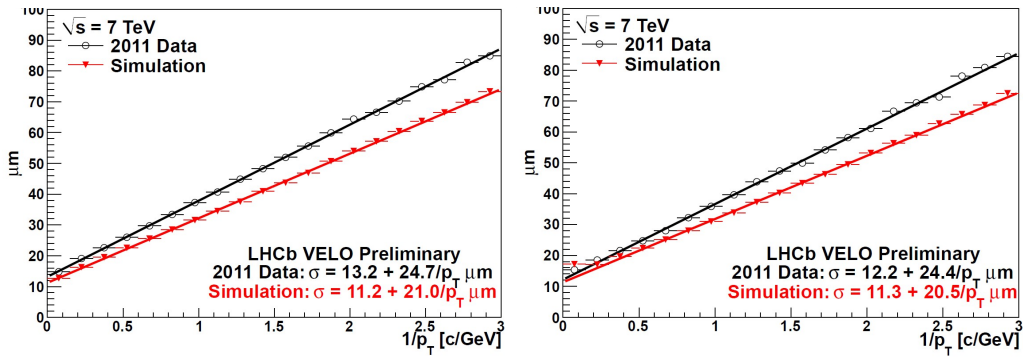 √s = 7 TeV
2011 Data
Simulation
100
90
80
70
60
50
40
30
20
10
0
μm
LHCb VELO Preliminary
2011 Data: σ = 13.2 + 24.7/pT μm
Simulation: σ = 11.2 + 21.0/pT μm
0 0.5 1 1.5 2 2.5 3
1/pT [c/GeV]
√s = 7 TeV
2011 Data
Simulation
100
90
80
70
60
50
40
30
20
10
0
μm
LHCb VELO Preliminary
2011 Data: σ = 12.2 + 24.4/pT μm
Simulation: σ = 11.3 + 20.5/pT μm
0 0.5 1 1.5 2 2.5 3
1/pT [c/GeV]